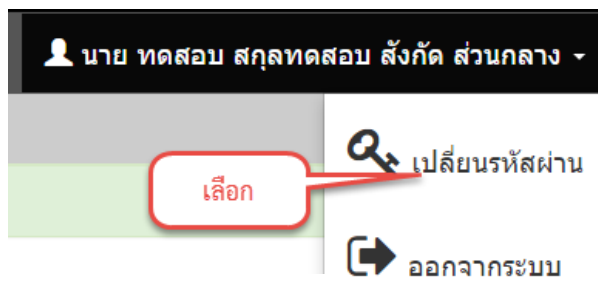 นาย ทดสอบ สกุลทดสอบ สังกัด ส่วนกลาง
เปลี่ยนรหัสผ่าน
เลือก
ออกจากระบบ